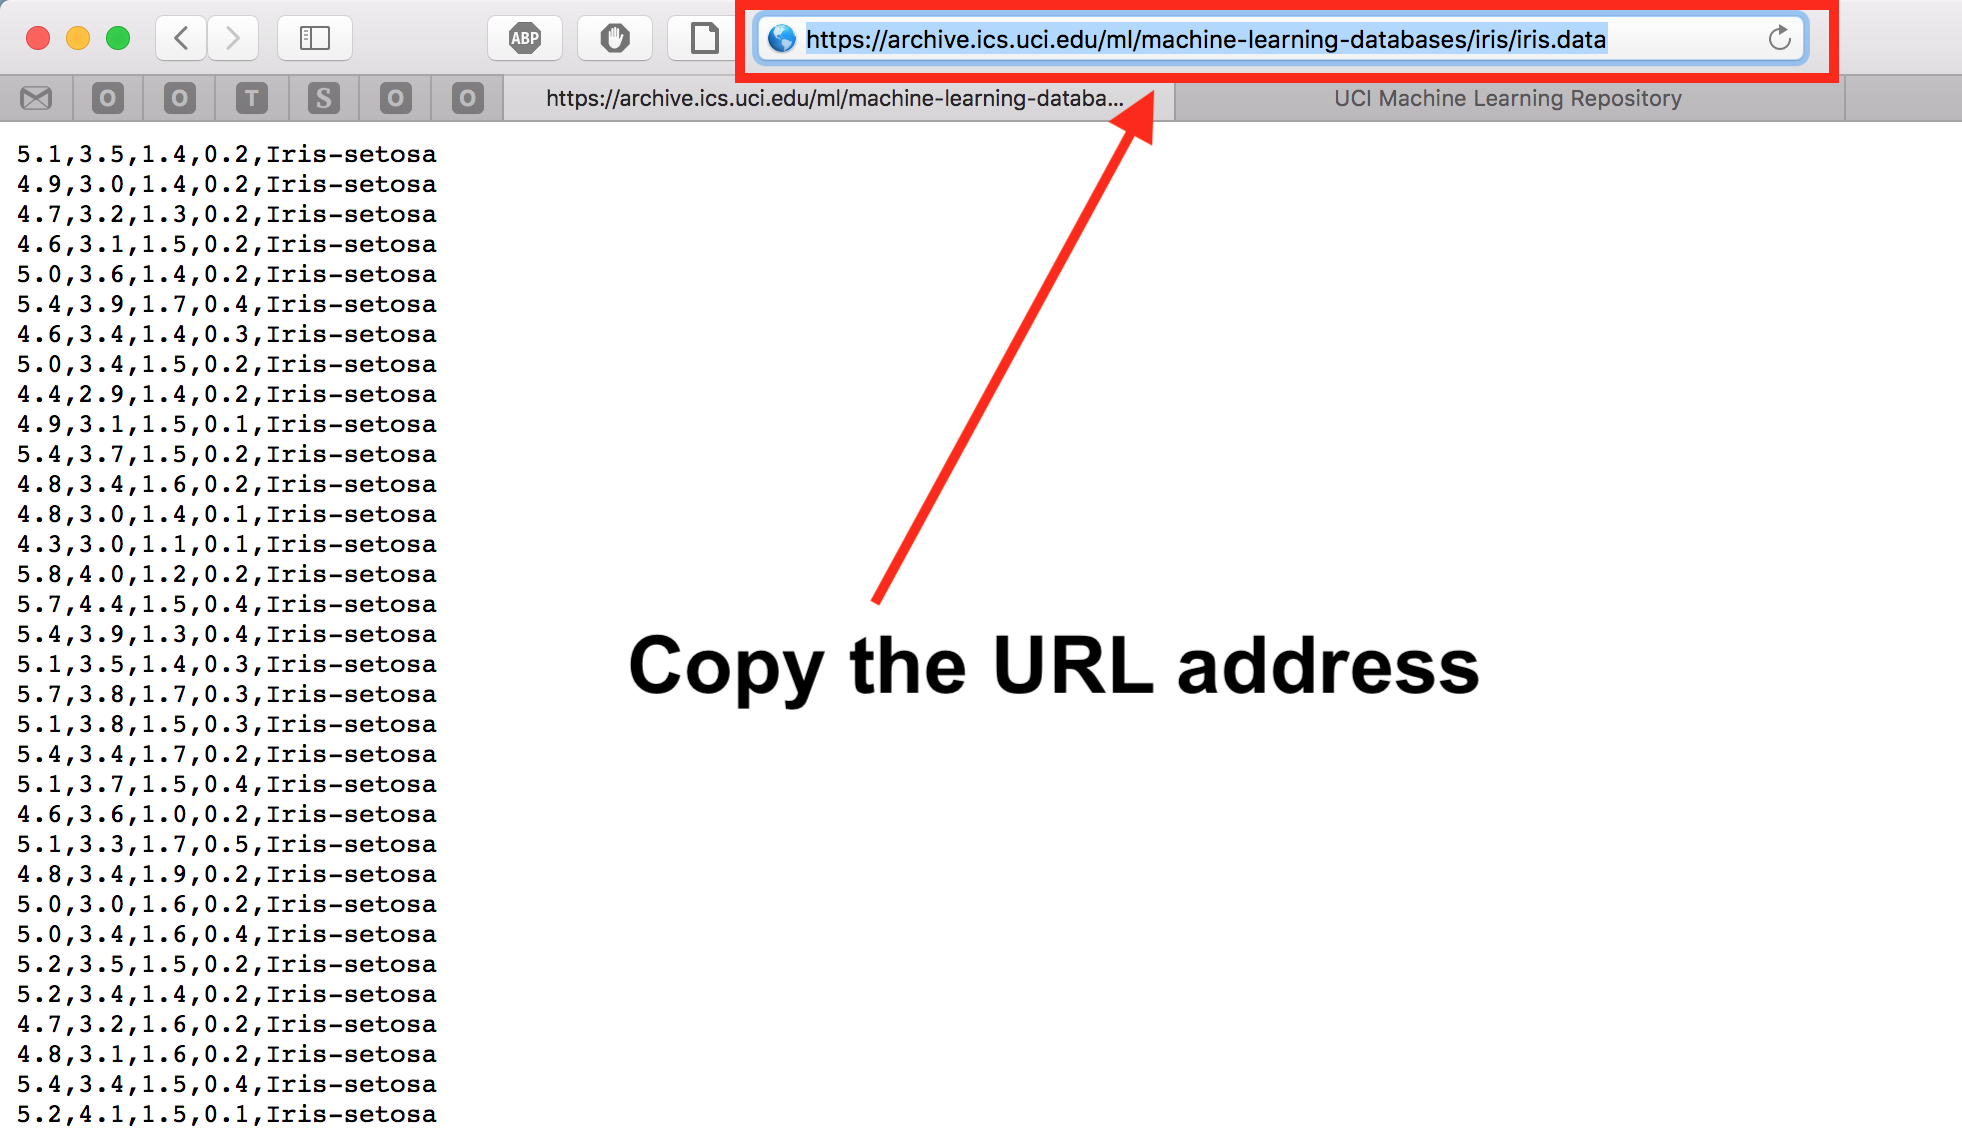 ABP
https://archive.ics.uci.edu/ml/machine-learning-databases/iris/iris.data
O
O
T
S
O
O
https://archive.ics.uci.edu/ml/machine-learning-databa...
UCI Machine Learning Repository
5.1,3.5,1.4,0.2,Iris-setosa
4.9,3.0,1.4,0.2,Iris-setosa
4.7,3.2,1.3,0.2,Iris-setosa
4.6,3.1,1.5,0.2,Iris-setosa
5.0,3.6,1.4,0.2,Iris-setosa
5.4,3.9,1.7,0.4,Iris-setosa
4.6,3.4,1.4,0.3,Iris-setosa
5.0,3.4,1.5,0.2,Iris-setosa
4.4,2.9,1.4,0.2,Iris-setosa
4.9,3.1,1.5,0.1,Iris-setosa
5.4,3.7,1.5,0.2,Iris-setosa
4.8,3.4,1.6,0.2,Iris-setosa
4.8,3.0,1.4,0.1,Iris-setosa
4.3,3.0,1.1,0.1,Iris-setosa
5.8,4.0,1.2,0.2,Iris-setosa
5.7,4.4,1.5,0.4,Iris-setosa
5.4,3.9,1.3,0.4,Iris-setosa
5.1,3.5,1.4,0.3,Iris-setosa
5.7,3.8,1.7,0.3,Iris-setosa
5.1,3.8,1.5,0.3,Iris-setosa
5.4,3.4,1.7,0.2,Iris-setosa
5.1,3.7,1.5,0.4,Iris-setosa
4.6,3.6,1.0,0.2,Iris-setosa
5.1,3.3,1.7,0.5,Iris-setosa
4.8,3.4,1.9,0.2,Iris-setosa
5.0,3.0,1.6,0.2,Iris-setosa
5.0,3.4,1.6,0.4,Iris-setosa
5.2,3.5,1.5,0.2,Iris-setosa
5.2,3.4,1.4,0.2,Iris-setosa
4.7,3.2,1.6,0.2,Iris-setosa
4.8,3.1,1.6,0.2,Iris-setosa
5.4,3.4,1.5,0.4,Iris-setosa
5.2,4.1,1.5,0.1,Iris-setosa
Copy the URL address